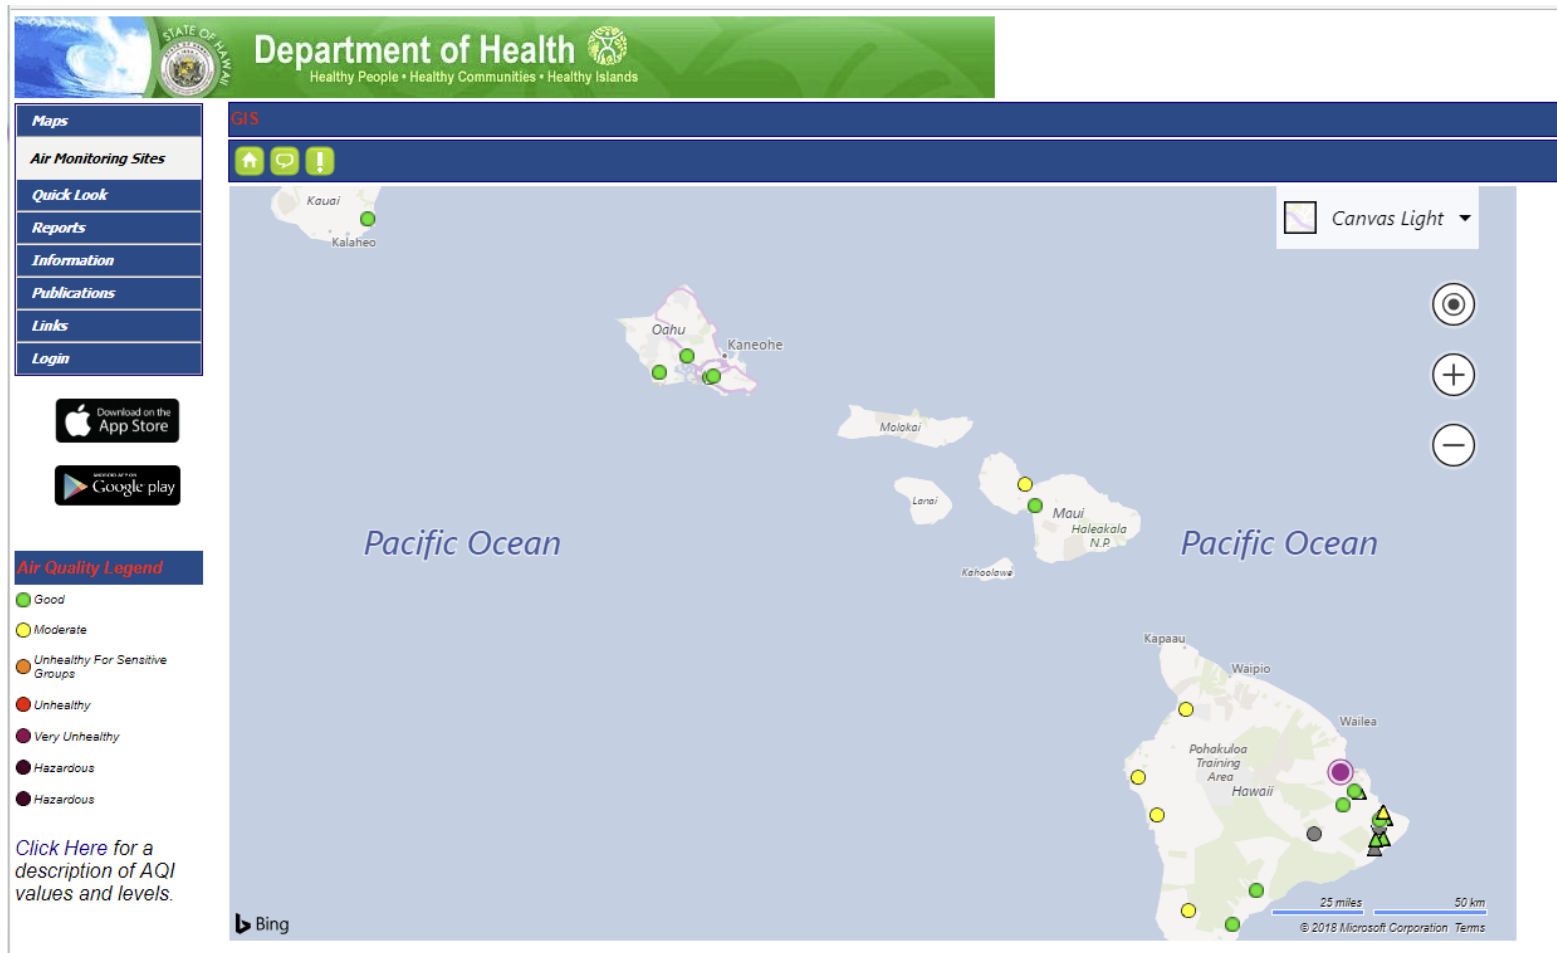 STATE OF HAWAII
Department of Health
Healthy People • Healthy Communities • Healthy Islands
Maps
Air Monitoring Sites
Quick Look
Reports
Information
Publications
Links
Login
Download on the
App Store
ANDROID APP ON
Google play
Air Quality Legend
Good
Moderate
Unhealthy For Sensitive
Groups
Unhealthy
Very Unhealthy
Hazardous
Hazardous
Click Here for a
description of AQI
values and levels.
GIS
Canvas Light
Kauai
Kalaheo
Oahu
Kaneohe
Molokai
Lanai
Maui
Haleakala
N.P.
Kahoolawe
Pacific Ocean
Pacific Ocean
Kapaau
Waipio
Wailea
Pohakuloa
Training
Area
Hawaii
25 miles
50 km
Bing
© 2018 Microsoft Corporation Terms